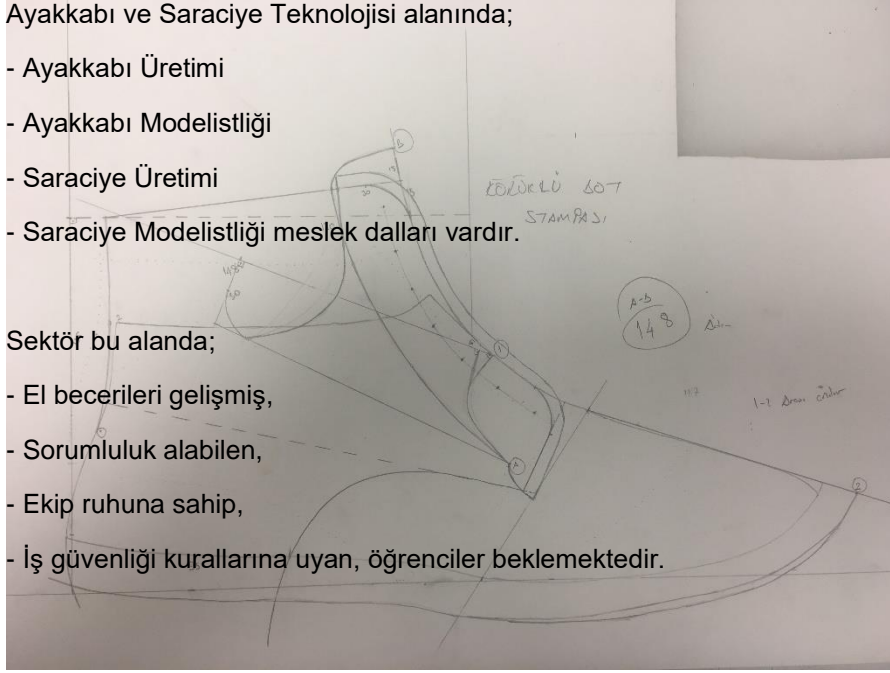 Ayakkabı ve Saraciye Teknolojisi alanında;
- Ayakkabı Üretimi
- Ayakkabı Modelistliği
- Saraciye Üretimi
KÖRÜKLÜ BOT
STAMPASI
- Saraciye Modelistliği meslek dalları vardır.
A-B
148
Sektör bu alanda;
- El becerileri gelişmiş,
- Sorumluluk alabilen,
- Ekip ruhuna sahip,
- İş güvenliği kurallarına uyan, öğrenciler beklemektedir.